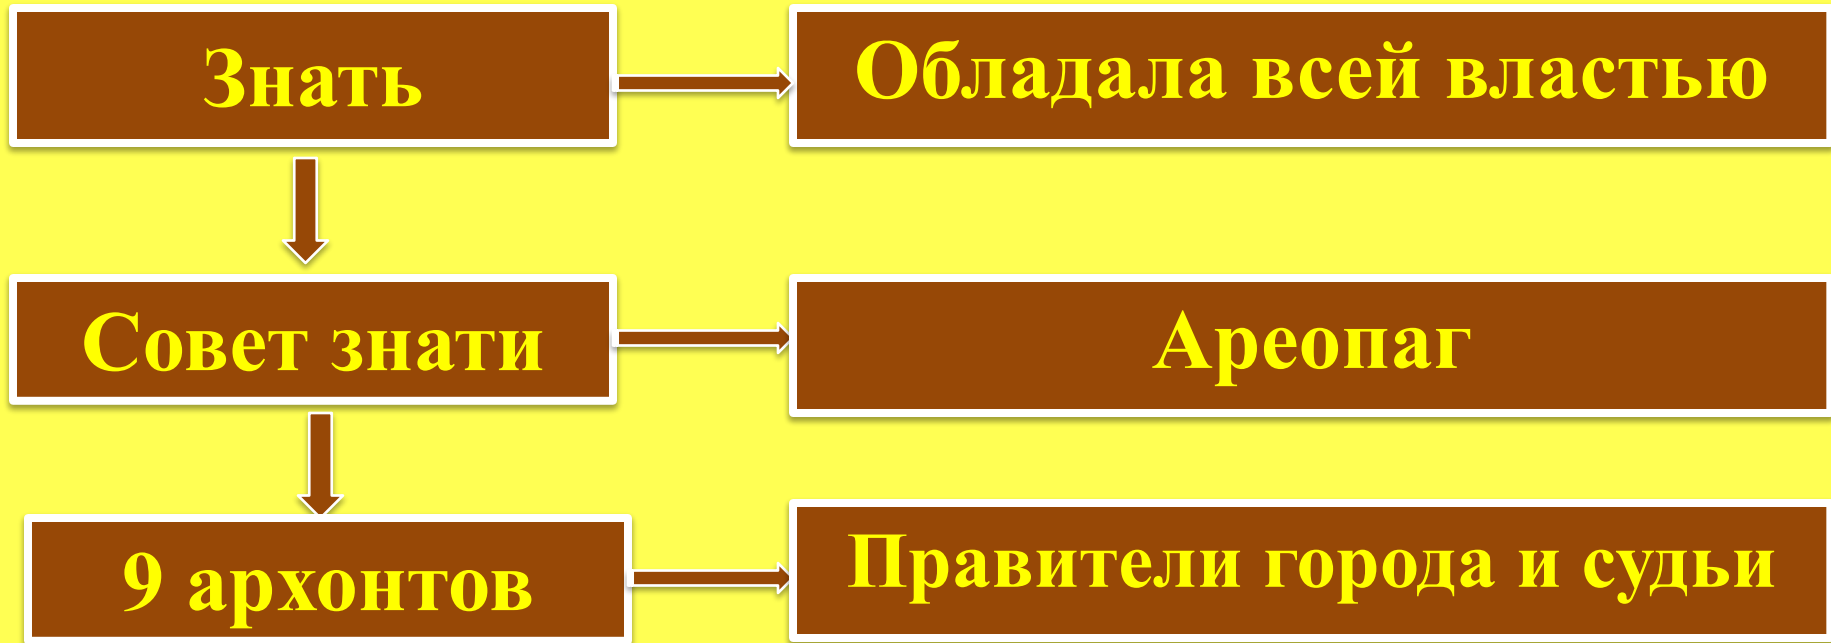 Знать
Обладала всей властью
Совет знати
Ареопаг
9 архонтов
Правители города и судьи